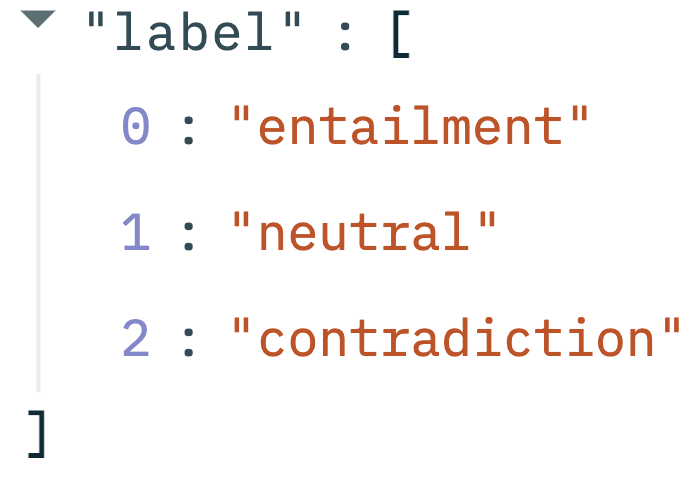 "label" : [
0 : "entailment"
1 : "neutral"
2 : "contradiction"
]